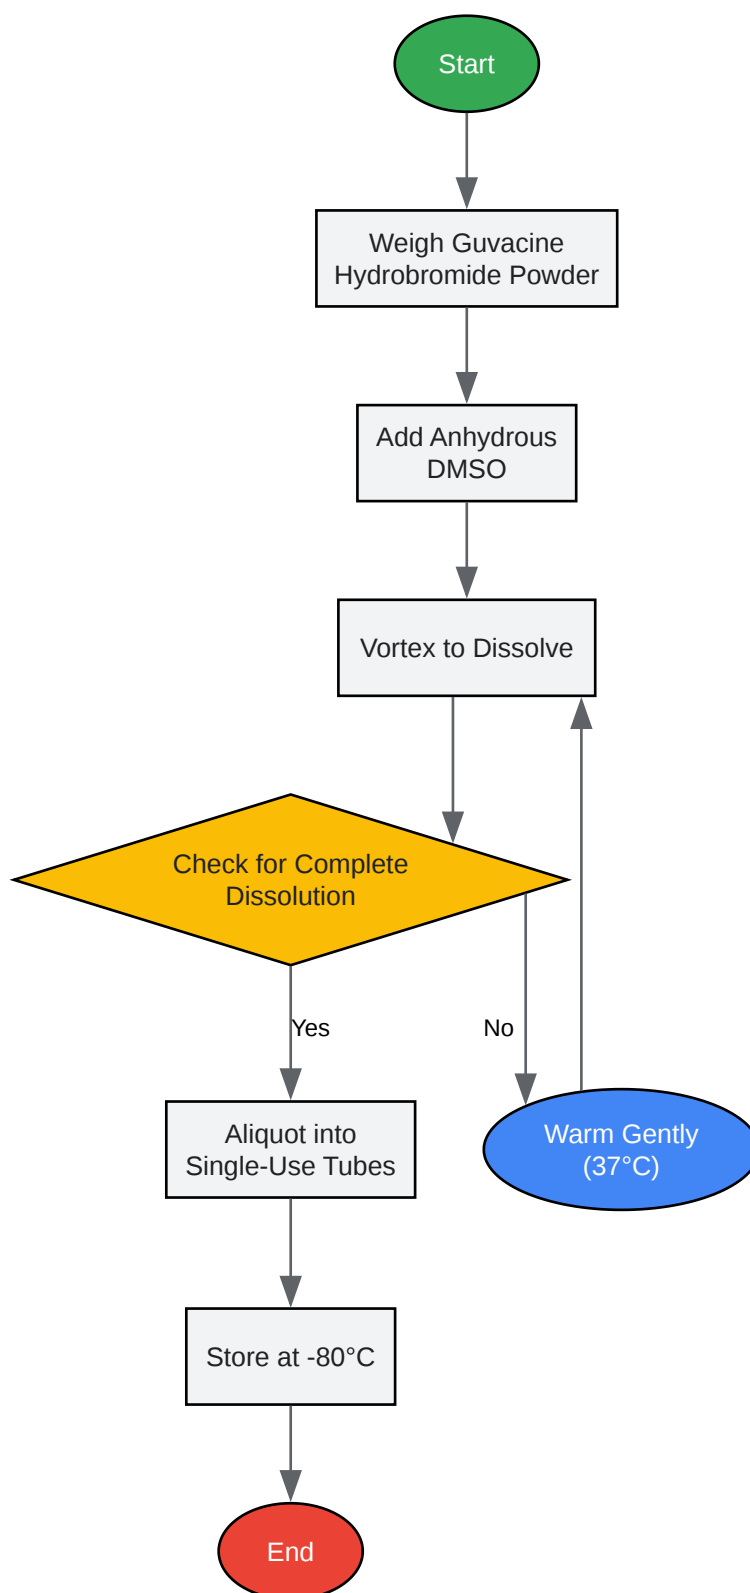 Start
Weigh Guvacine
Hydrobromide Powder
Add Anhydrous
DMSO
Vortex to Dissolve
Check for Complete
Dissolution
Yes
No
Aliquot into
Single-Use Tubes
Warm Gently
(37°C)
Store at -80°C
End